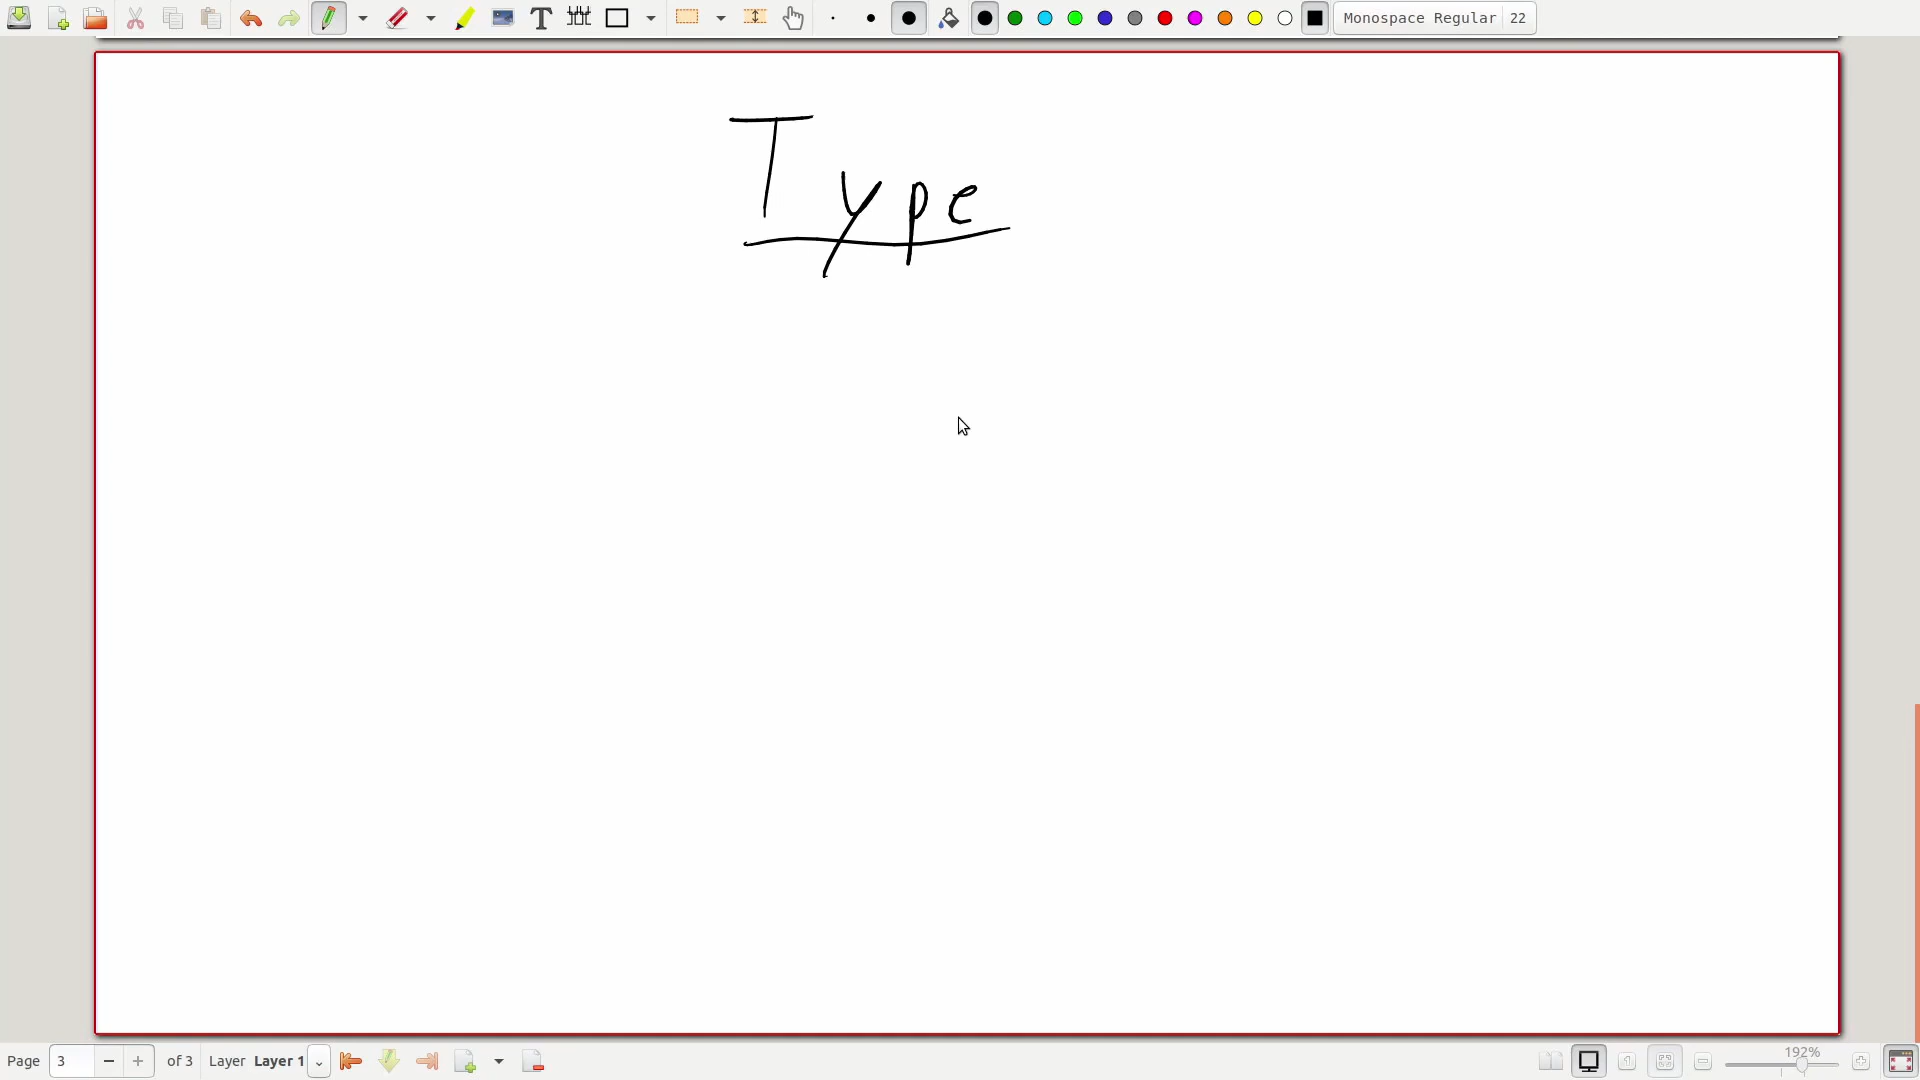 Monospace Regular 22
Type
Page 3 of 3 Layer Layer 1 192%